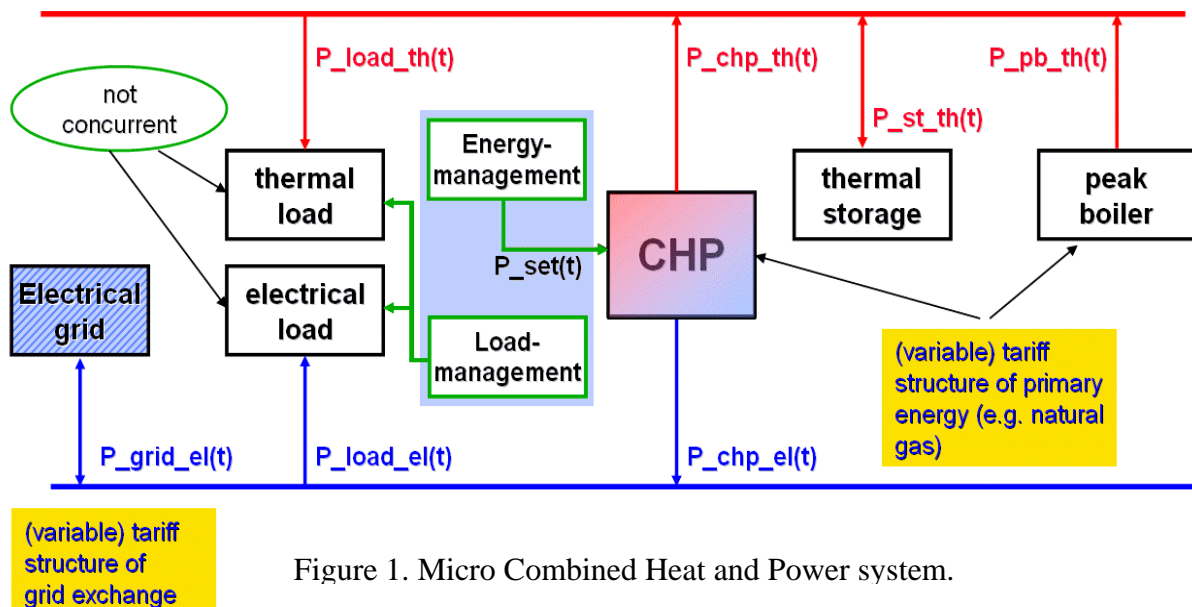 P_load_th(t)
P_chp_th(t)
P_pb_th(t)
not
concurrent
P_st_th(t)
Energy-
management
thermal
load
thermal
storage
peak
boiler
CHP
P_set(t)
Electrical
grid
electrical
load
Load-
management
(variable) tariff
structure of primary
energy (e.g. natural
gas)
P_grid_el(t)
P_load_el(t)
P_chp_el(t)
(variable) tariff
structure of
grid exchange
Figure 1. Micro Combined Heat and Power system.